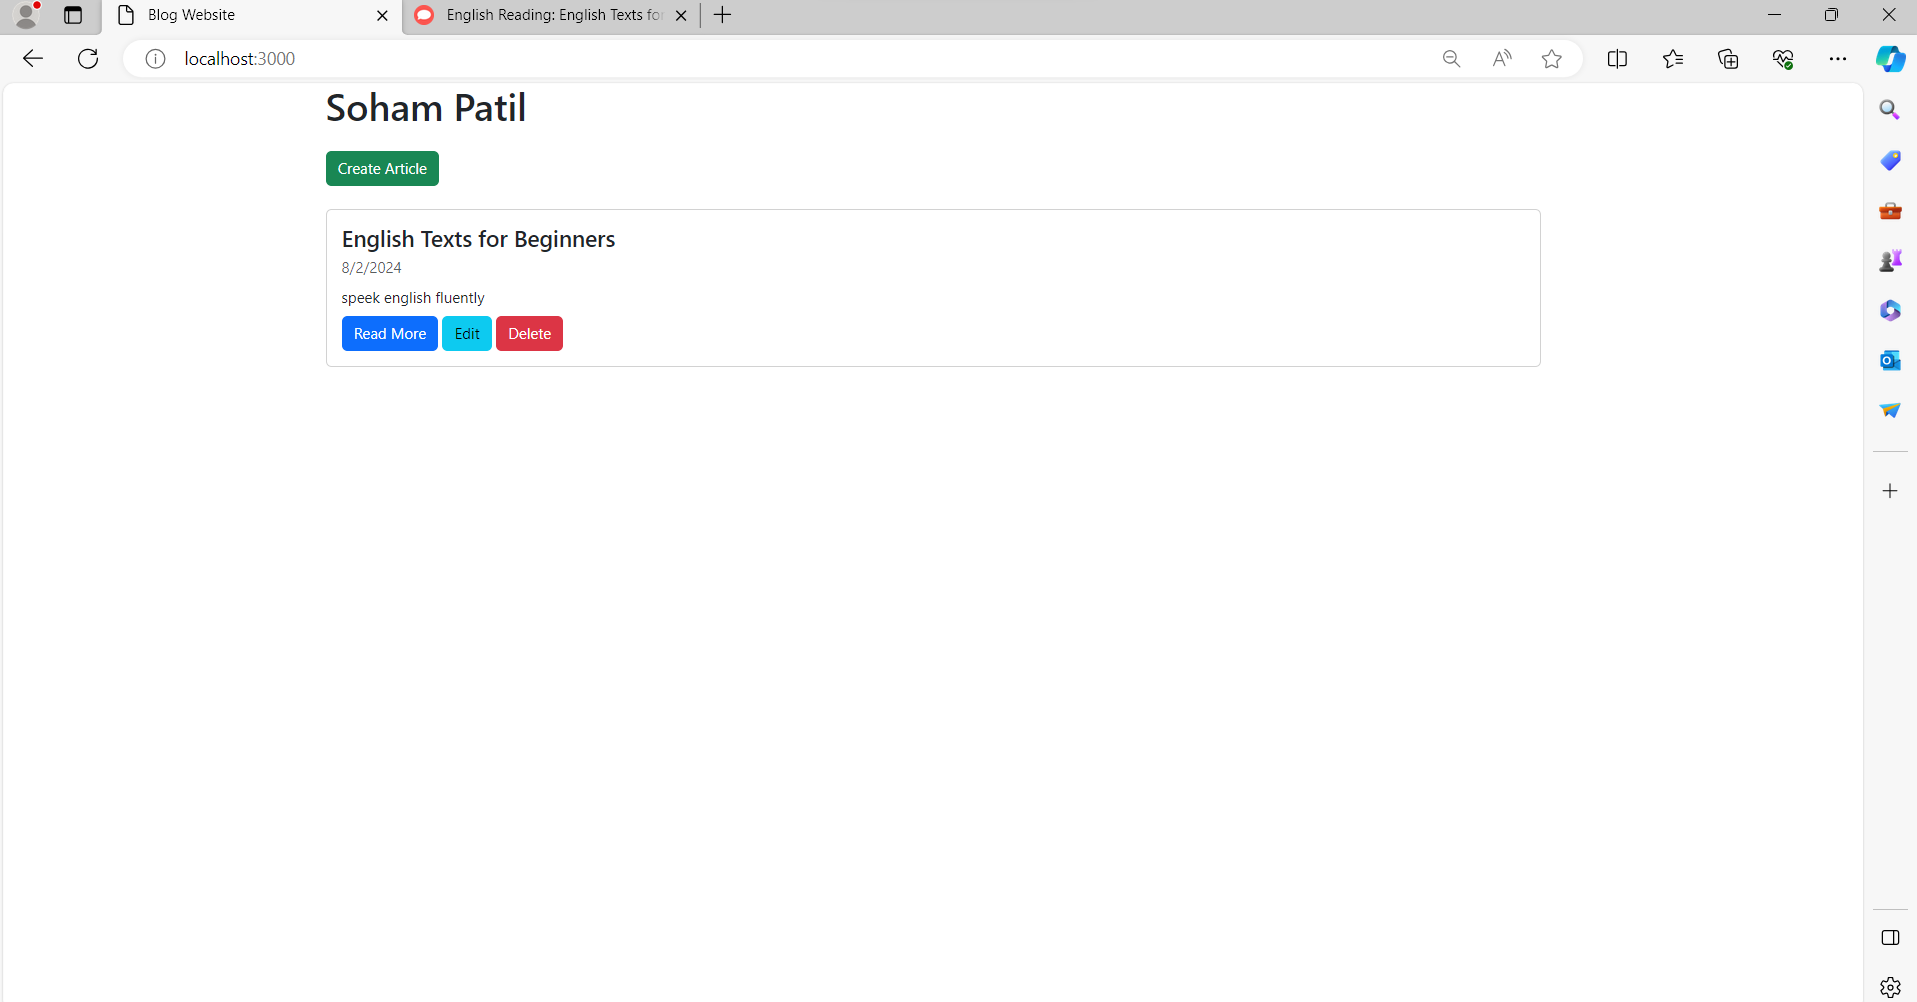 Blog Website
English Reading: English Texts fo
localhost:3000
Soham Patil
Create Article
English Texts for Beginners
8/2/2024
speek english fluently
Read More Edit Delete